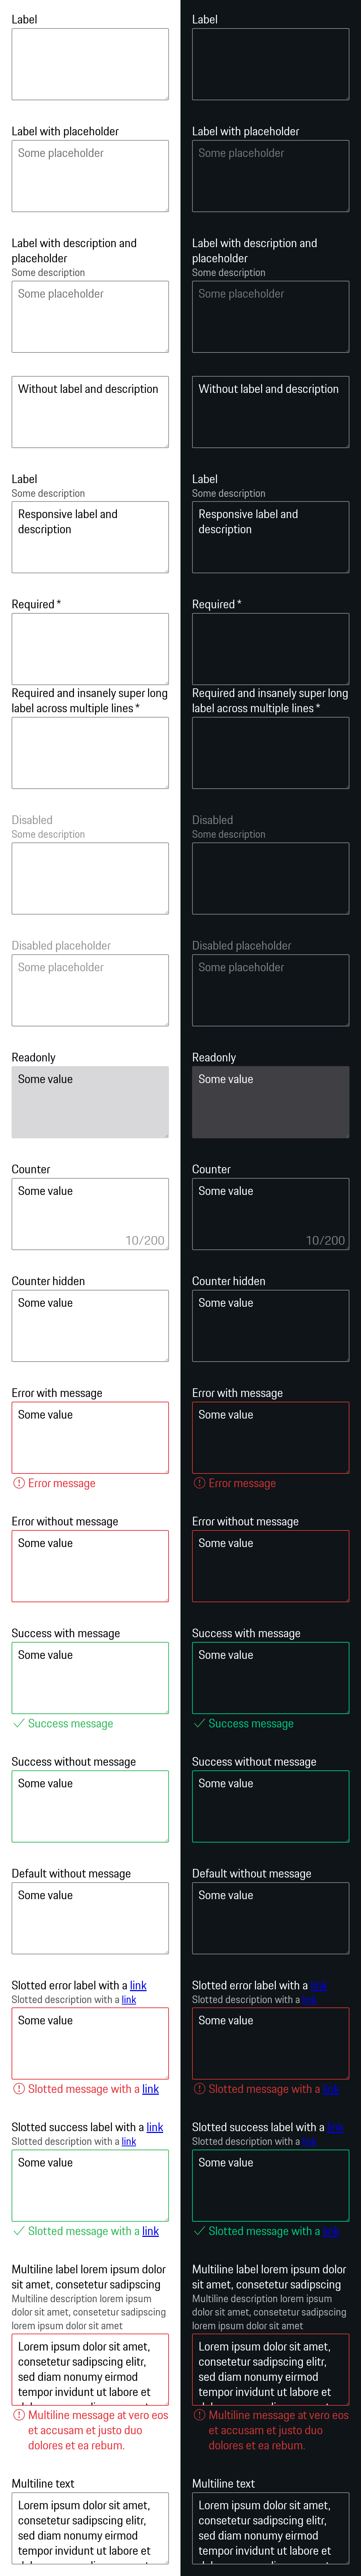 Label
Label with placeholder
Some placeholder
Label with description and
placeholder
Some description
Some placeholder
Without label and description
Label
Some description
Responsive label and
description
Required *
Required and insanely super long
label across multiple lines *
Disabled
Some description
Disabled placeholder
Some placeholder
Readonly
Some value
Counter
Some value
10/200
Counter hidden
Some value
Error with message
Some value
Error message
Error without message
Some value
Success with message
Some value
Success message
Success without message
Some value
Default without message
Some value
Slotted error label with a link
Slotted description with a link
Some value
Slotted message with a link
Slotted success label with a link
Slotted description with a link
Some value
Slotted message with a link
Multiline label lorem ipsum dolor
sit amet, consetetur sadipscing
Multiline description lorem ipsum
dolor sit amet, consetetur sadipscing
lorem ipsum dolor sit amet
Lorem ipsum dolor sit amet,
consetetur sadipscing elitr,
sed diam nonumy eirmod
tempor invidunt ut labore et
Multiline message at vero eos
et accusam et justo duo
dolores et ea rebum.
Multiline text
Lorem ipsum dolor sit amet,
consetetur sadipscing elitr,
sed diam nonumy eirmod
tempor invidunt ut labore et
Label
Label with placeholder
Some placeholder
Label with description and
placeholder
Some description
Some placeholder
Without label and description
Label
Some description
Responsive label and
description
Required *
Required and insanely super long
label across multiple lines *
Disabled
Some description
Disabled placeholder
Some placeholder
Readonly
Some value
Counter
Some value
10/200
Counter hidden
Some value
Error with message
Some value
Error message
Error without message
Some value
Success with message
Some value
Success message
Success without message
Some value
Default without message
Some value
Slotted error label with a link
Slotted description with a link
Some value
Slotted message with a link
Slotted success label with a link
Slotted description with a link
Some value
Slotted message with a link
Multiline label lorem ipsum dolor
sit amet, consetetur sadipscing
Multiline description lorem ipsum
dolor sit amet, consetetur sadipscing
lorem ipsum dolor sit amet
Lorem ipsum dolor sit amet,
consetetur sadipscing elitr,
sed diam nonumy eirmod
tempor invidunt ut labore et
Multiline message at vero eos
et accusam et justo duo
dolores et ea rebum.
Multiline text
Lorem ipsum dolor sit amet,
consetetur sadipscing elitr,
sed diam nonumy eirmod
tempor invidunt ut labore et